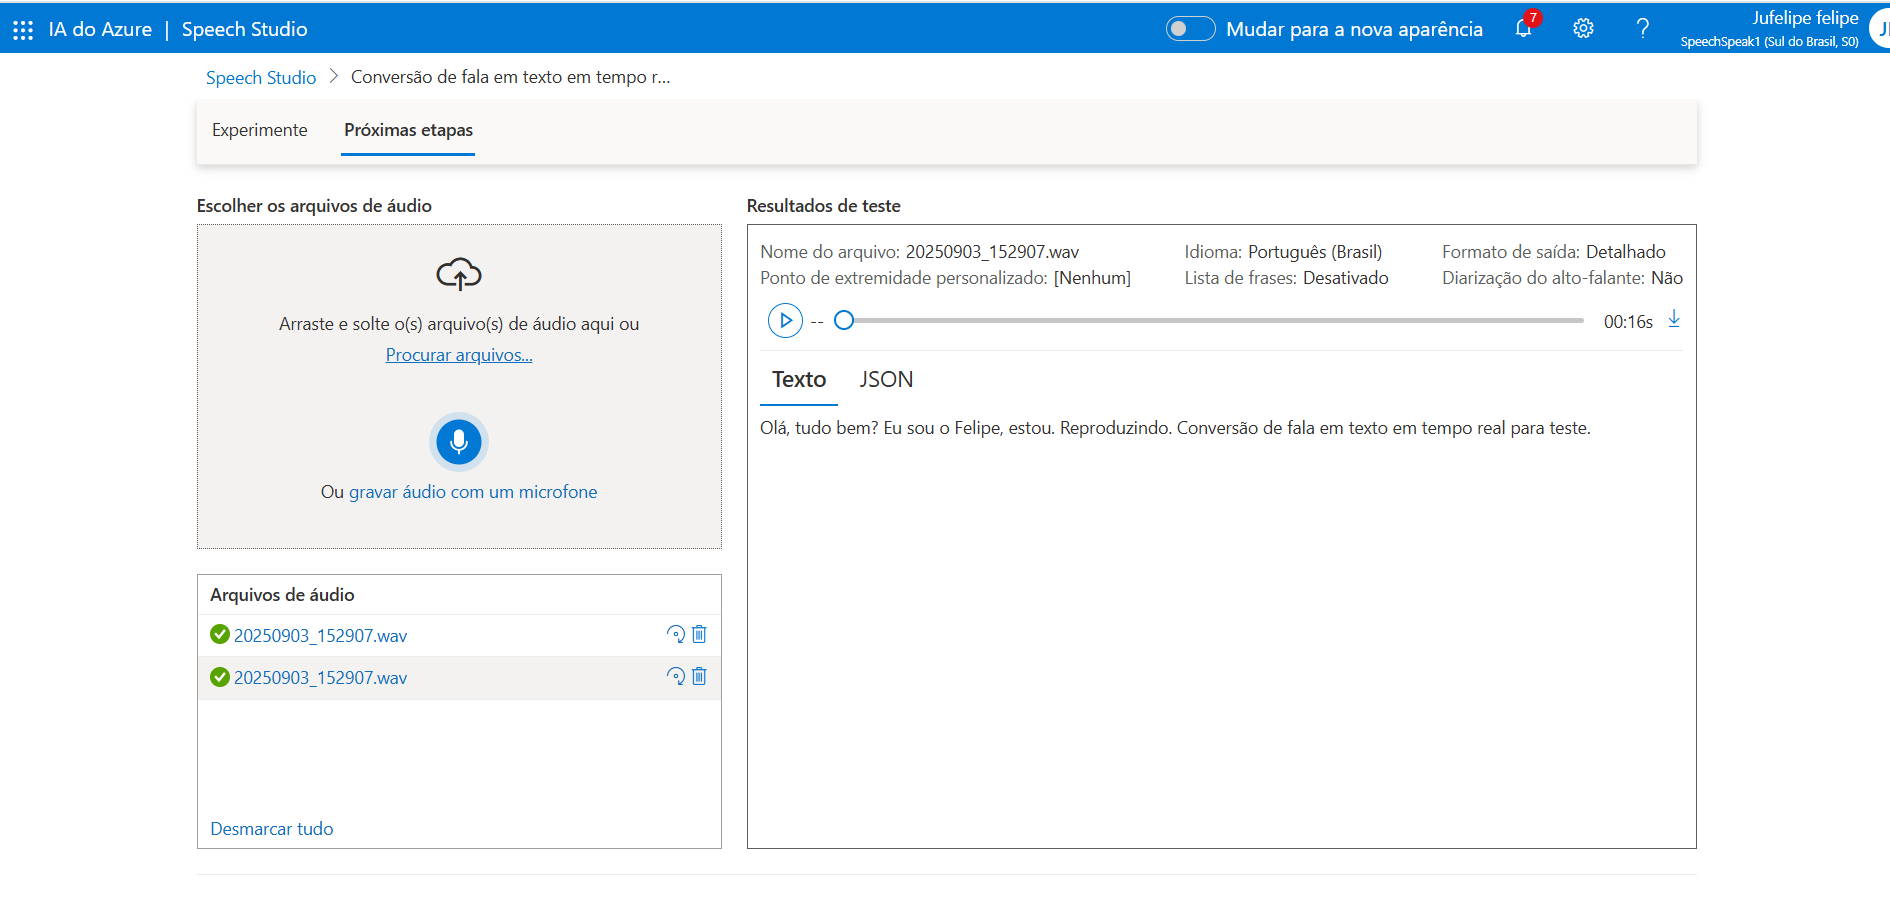 IA do Azure | Speech Studio
Mudar para a nova aparência
7
?
Jufelipe felipe
SpeechSpeak1 (Sul do Brasil, S0)
Speech Studio > Conversão de fala em texto em tempo r...
Experimente
Próximas etapas
Escolher os arquivos de áudio
Arraste e solte o(s) arquivo(s) de áudio aqui ou
Procurar arquivos...
Ou gravar áudio com um microfone
Arquivos de áudio
20250903_152907.wav
20250903_152907.wav
Desmarcar tudo
Resultados de teste
Nome do arquivo: 20250903_152907.wav
Idioma: Português (Brasil)
Formato de saída: Detalhado
Ponto de extremidade personalizado: [Nenhum]
Lista de frases: Desativado
Diarização do alto-falante: Não
--
00:16s
Texto
JSON
Olá, tudo bem? Eu sou o Felipe, estou. Reproduzindo. Conversão de fala em texto em tempo real para teste.